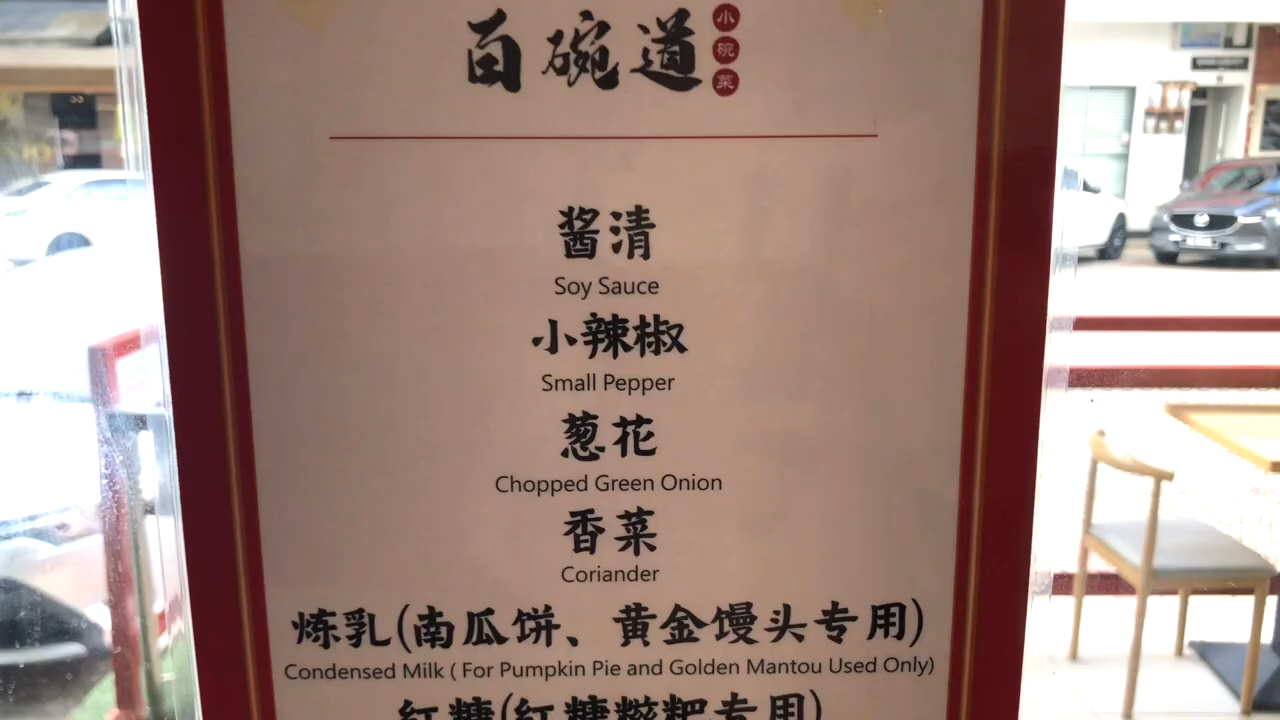 百碗道
小碗菜
酱清
Soy Sauce
小辣椒
Small Pepper
葱花
Chopped Green Onion
香菜
Coriander
炼乳(南瓜饼、黄金馒头专用)
Condensed Milk ( For Pumpkin Pie and Golden Mantou Used Only)
红糖(红糖糍粑专用)